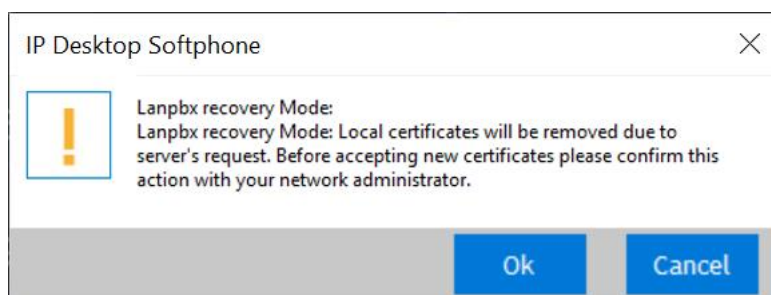 IP Desktop Softphone
Lanpbx recovery Mode:
Lanpbx recovery Mode: Local certificates will be removed due to
server's request. Before accepting new certificates please confirm this
action with your network administrator.
Ok
Cancel